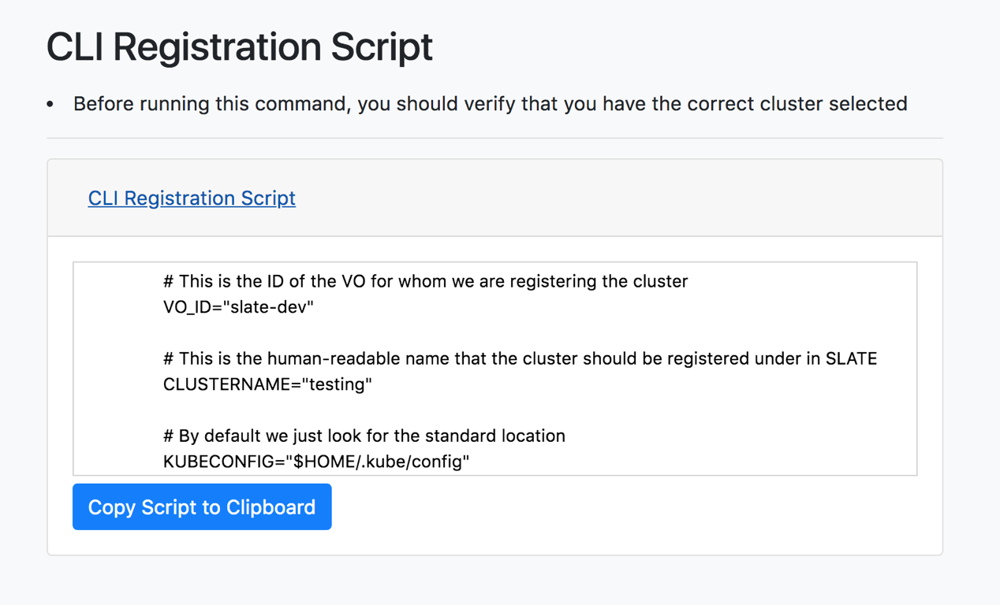 CLI Registration Script
• Before running this command, you should verify that you have the correct cluster selected
CLI Registration Script
# This is the ID of the VO for whom we are registering the cluster
VO_ID="slate-dev"
# This is the human-readable name that the cluster should be registered under in SLATE
CLUSTERNAME="testing"
# By default we just look for the standard location
KUBECONFIG="$HOME/.kube/config"
Copy Script to Clipboard